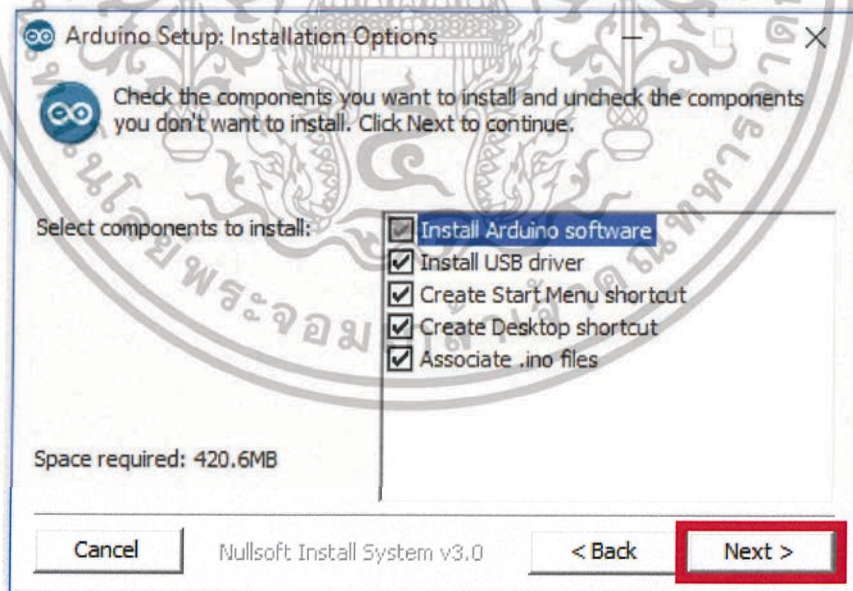 Arduino Setup: Installation Options
Check the components you want to install and uncheck the components
you don't want to install. Click Next to continue.
Select components to install:
Install Arduino software
Install USB driver
Create Start Menu shortcut
Create Desktop shortcut
Associate .ino files
Space required: 420.6MB
Cancel
Nullsoft Install System v3.0
< Back
Next >